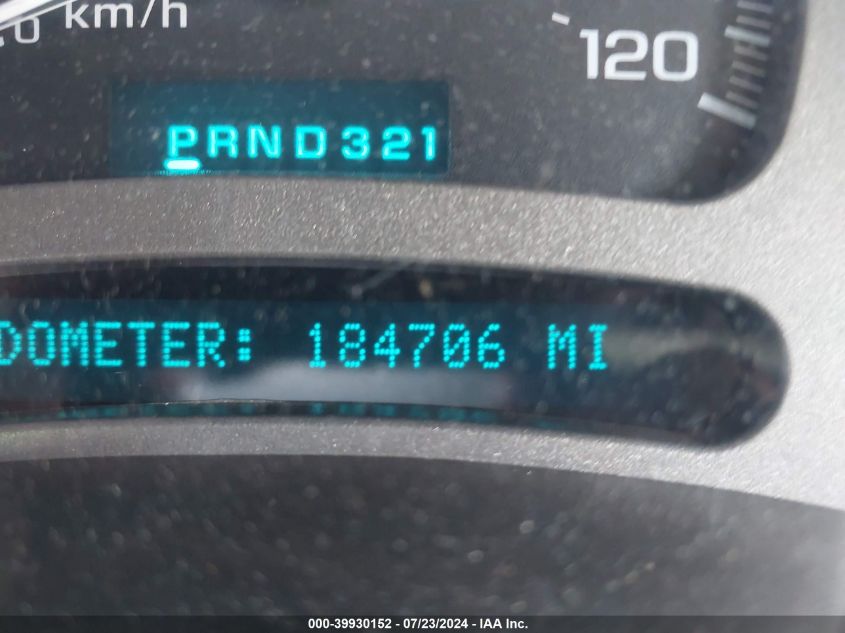 km/h
120
PRND321
DOMETER: 184706 MI
000-39930152 / 07/23/2024 - IAA Inc.